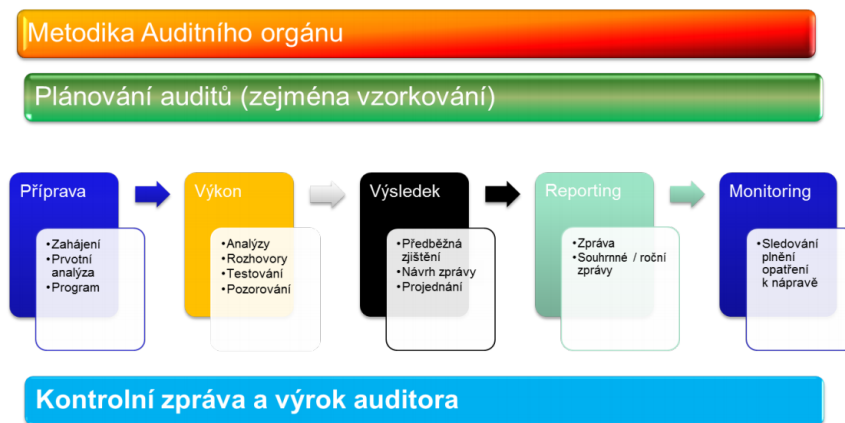 Metodika Auditního orgánu
Plánování auditů (zejména vzorkování)
Příprava
•Zahájení
•Prvotní
analýza
•Program
Výkon
•Analýzy
•Rozhovory
•Testování
•Pozorování
Výsledek
•Předběžná
zjištění
•Návrh zprávy
•Projednání
Reporting
•Zpráva
•Souhrnné / roční
zprávy
Monitoring
•Sledování
plnění
opatření
k nápravě
Kontrolní zpráva a výrok auditora